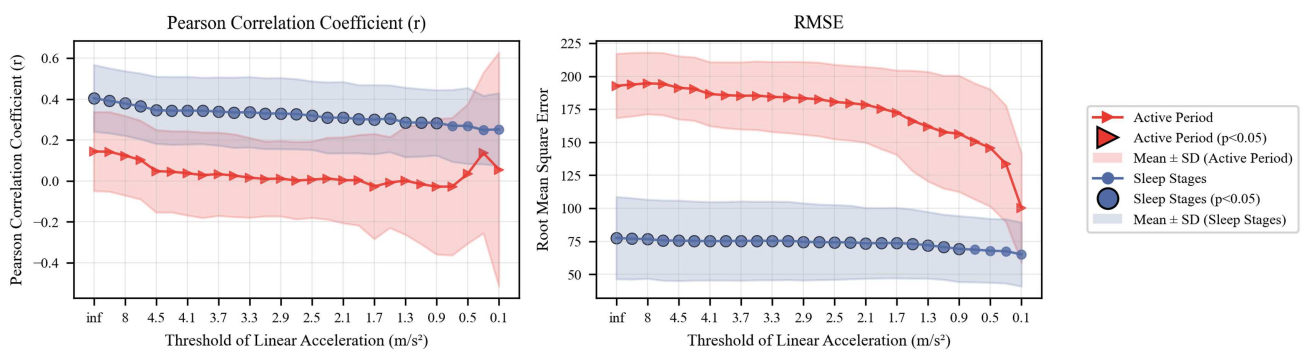 Pearson Correlation Coefficient (r)
Pearson Correlation Coefficient (r)
0.6
0.4
0.2
0.0
−0.2
−0.4
inf 8 4.5 4.1 3.7 3.3 2.9 2.5 2.1 1.7 1.3 0.9 0.5 0.1
Threshold of Linear Acceleration (m/s²)
RMSE
Root Mean Square Error
225
200
175
150
125
100
75
50
inf 8 4.5 4.1 3.7 3.3 2.9 2.5 2.1 1.7 1.3 0.9 0.5 0.1
Threshold of Linear Acceleration (m/s²)
Active Period
Active Period (p<0.05)
Mean ± SD (Active Period)
Sleep Stages
Sleep Stages (p<0.05)
Mean ± SD (Sleep Stages)